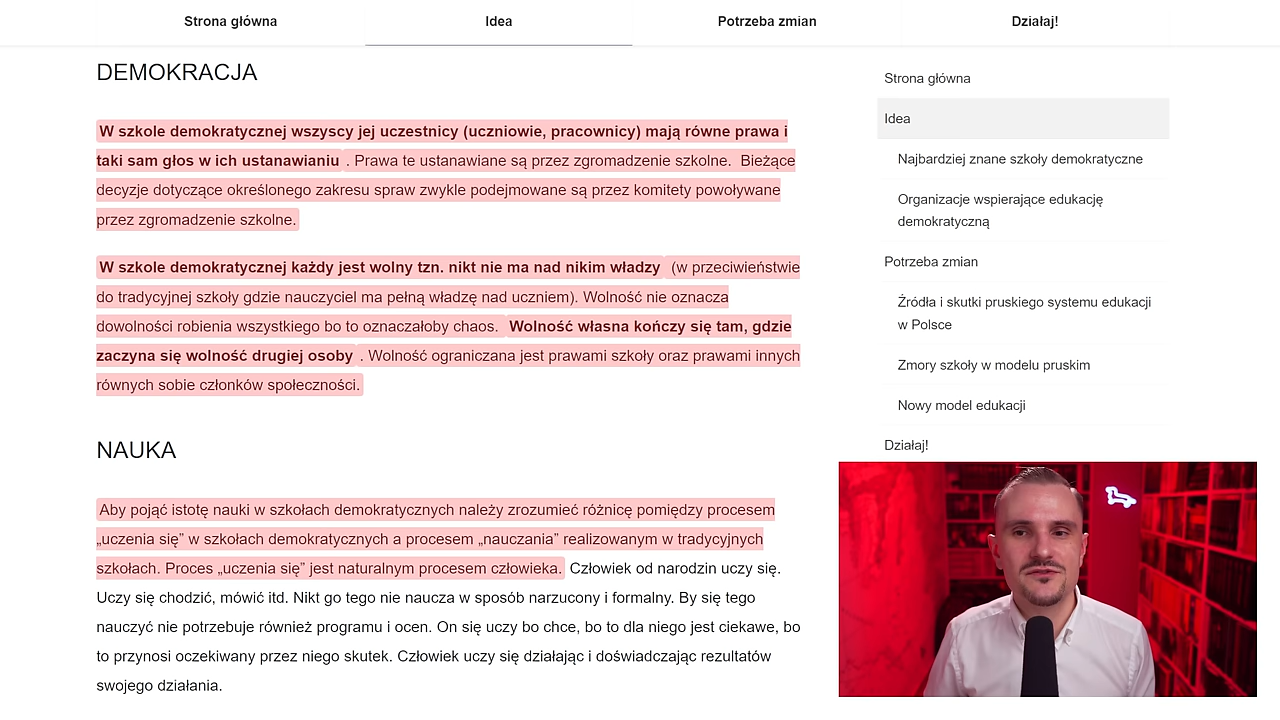 Strona główna
Idea
Potrzeba zmian
Działaj!
DEMOKRACJA
W szkole demokratycznej wszyscy jej uczestnicy (uczniowie, pracownicy) mają równe prawa i
taki sam głos w ich ustanawianiu . Prawa te ustanawiane są przez zgromadzenie szkolne. Bieżące
decyzje dotyczące określonego zakresu spraw zwykle podejmowane są przez komitety powoływane
przez zgromadzenie szkolne.
W szkole demokratycznej każdy jest wolny tzn. nikt nie ma nad nikim władzy (w przeciwieństwie
do tradycyjnej szkoły gdzie nauczyciel ma pełną władzę nad uczniem). Wolność nie oznacza
dowolności robienia wszystkiego bo to oznaczałoby chaos. Wolność własna kończy się tam, gdzie
zaczyna się wolność drugiej osoby . Wolność ograniczana jest prawami szkoły oraz prawami innych
równych sobie członków społeczności.
NAUKA
Aby pojąć istotę nauki w szkołach demokratycznych należy zrozumieć różnicę pomiędzy procesem
„uczenia się” w szkołach demokratycznych a procesem „nauczania” realizowanym w tradycyjnych
szkołach. Proces „uczenia się” jest naturalnym procesem człowieka. Człowiek od narodzin uczy się.
Uczy się chodzić, mówić itd. Nikt go tego nie naucza w sposób narzucony i formalny. By się tego
nauczyć nie potrzebuje również programu i ocen. On się uczy bo chce, bo to dla niego jest ciekawe, bo
to przynosi oczekiwany przez niego skutek. Człowiek uczy się działając i doświadczając rezultatów
swojego działania.
Strona główna
Idea
Najbardziej znane szkoły demokratyczne
Organizacje wspierające edukację
demokratyczną
Potrzeba zmian
Źródła i skutki pruskiego systemu edukacji
w Polsce
Zmory szkoły w modelu pruskim
Nowy model edukacji
Działaj!